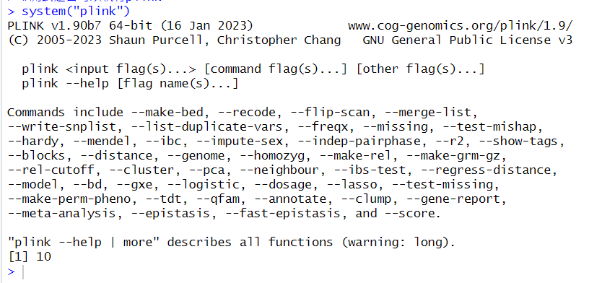 > system("plink")
PLINK v1.90b7 64-bit (16 Jan 2023) www.cog-genomics.org/plink/1.9/
(C) 2005-2023 Shaun Purcell, Christopher Chang GNU General Public License v3
plink <input flag(s)...> [command flag(s)...] [other flag(s)...]
plink --help [flag name(s)...]
Commands include --make-bed, --recode, --flip-scan, --merge-list,
--write-snplist, --list-duplicate-vars, --freqx, --missing, --test-mishap,
--hardy, --mendel, --ibc, --impute-sex, --indep-pairphase, --r2, --show-tags,
--blocks, --distance, --genome, --homozyg, --make-rel, --make-grm-gz,
--rel-cutoff, --cluster, --pca, --neighbour, --ibs-test, --regress-distance,
--model, --bd, --gxe, --logistic, --dosage, --lasso, --test-missing,
--make-perm-pheno, --tdt, --qfam, --annotate, --clump, --gene-report,
--meta-analysis, --epistasis, --fast-epistasis, and --score.
"plink --help | more" describes all functions (warning: long).
[1] 10
>